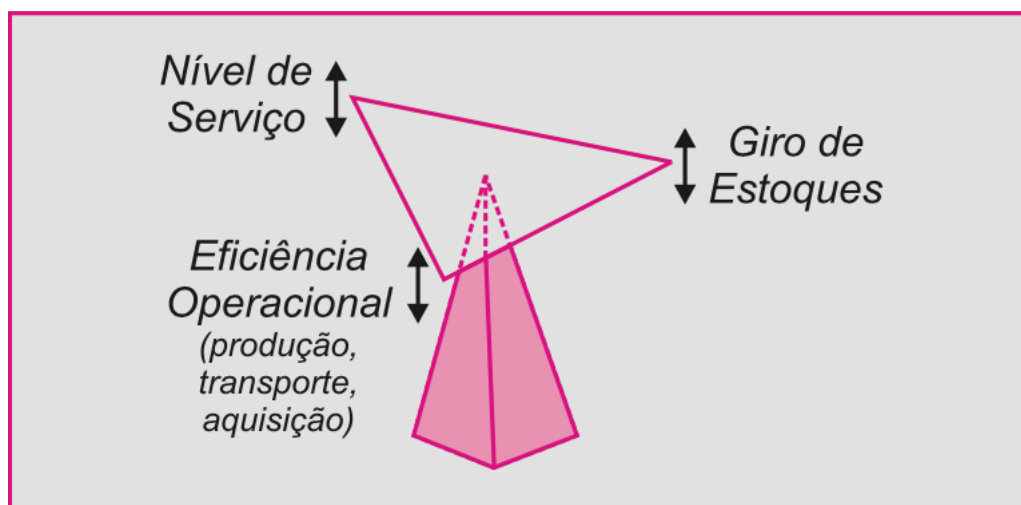 Nível de
Serviço
Giro de
Estoques
Eficiência
Operacional
(produção,
transporte,
aquisição)